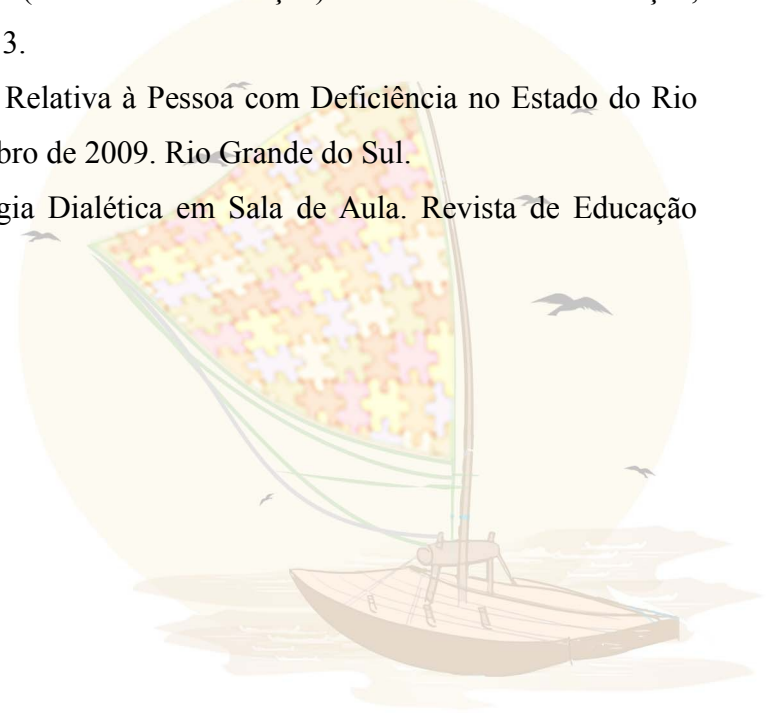 3.
Relativa à Pessoa com Deficiência no Estado do Rio
bro de 2009. Rio Grande do Sul.
gia Dialética em Sala de Aula. Revista de Educação